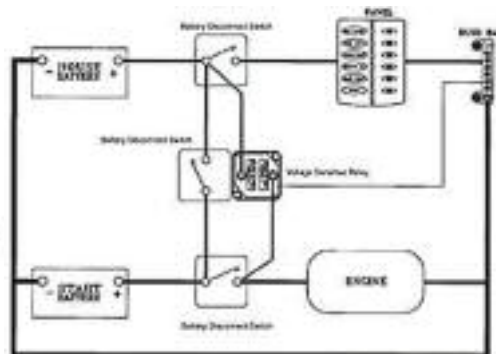 Battery Disconnect Switch
PANEL
BUSS BA
- HOUSE +
BATTERY
Battery Disconnect Switch
Voltage Sensitive Relay
- START +
BATTERY
ENGINE
Battery Disconnect Switch